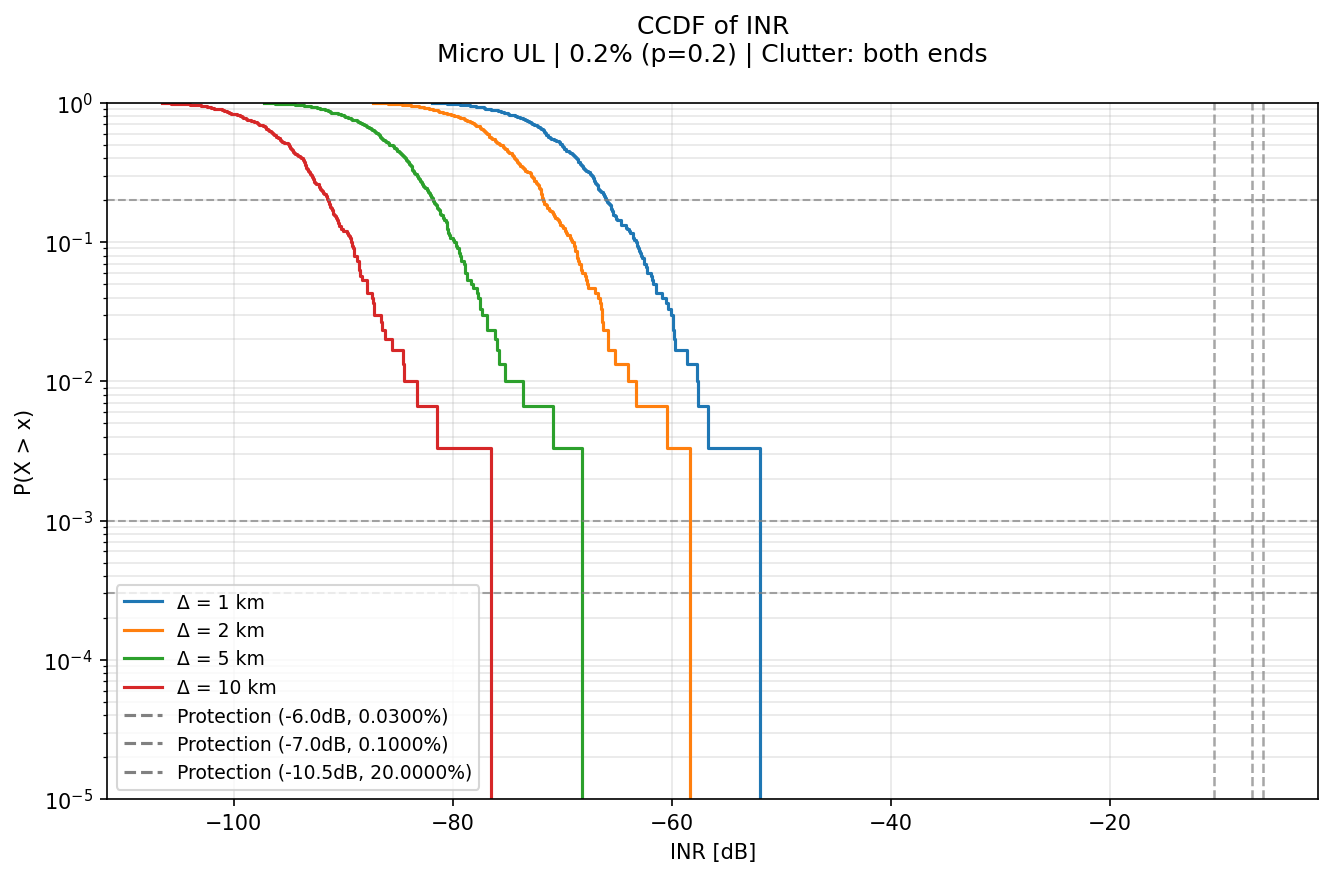 CCDF of INR
Micro UL | 0.2% (p=0.2) | Clutter: both ends
P(X > x)
10⁰
10⁻¹
10⁻²
10⁻³
10⁻⁴
10⁻⁵
Δ = 1 km
Δ = 2 km
Δ = 5 km
Δ = 10 km
Protection (-6.0dB, 0.0300%)
Protection (-7.0dB, 0.1000%)
Protection (-10.5dB, 20.0000%)
−100 −80 −60 −40 −20
INR [dB]